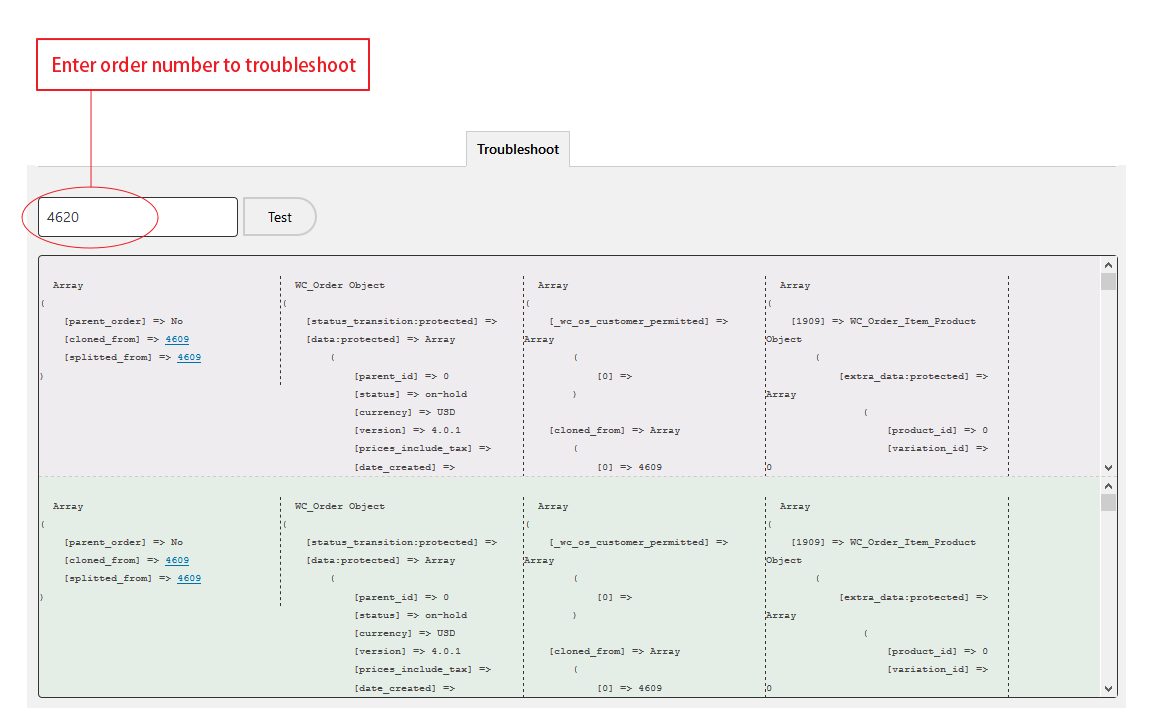 Enter order number to troubleshoot
Troubleshoot
4620
Test
Array
(
[parent_order] => No
[cloned_from] => 4609
[splitted_from] => 4609
)
WC_Order Object
(
[status_transition:protected] =>
[data:protected] => Array
(
[parent_id] => 0
[status] => on-hold
[currency] => USD
[version] => 4.0.1
[prices_include_tax] =>
[date_created] =>
Array
(
[_wc_os_customer_permitted] =>
Array
(
[0] =>
)
[cloned_from] => Array
(
[0] => 4609
Array
(
[1909] => WC_Order_Item_Product
Object
(
[extra_data:protected] =>
Array
(
[product_id] => 0
[variation_id] =>
0
Array
(
[parent_order] => No
[cloned_from] => 4609
[splitted_from] => 4609
)
WC_Order Object
(
[status_transition:protected] =>
[data:protected] => Array
(
[parent_id] => 0
[status] => on-hold
[currency] => USD
[version] => 4.0.1
[prices_include_tax] =>
[date_created] =>
Array
(
[_wc_os_customer_permitted] =>
Array
(
[0] =>
)
[cloned_from] => Array
(
[0] => 4609
Array
(
[1909] => WC_Order_Item_Product
Object
(
[extra_data:protected] =>
Array
(
[product_id] => 0
[variation_id] =>
0